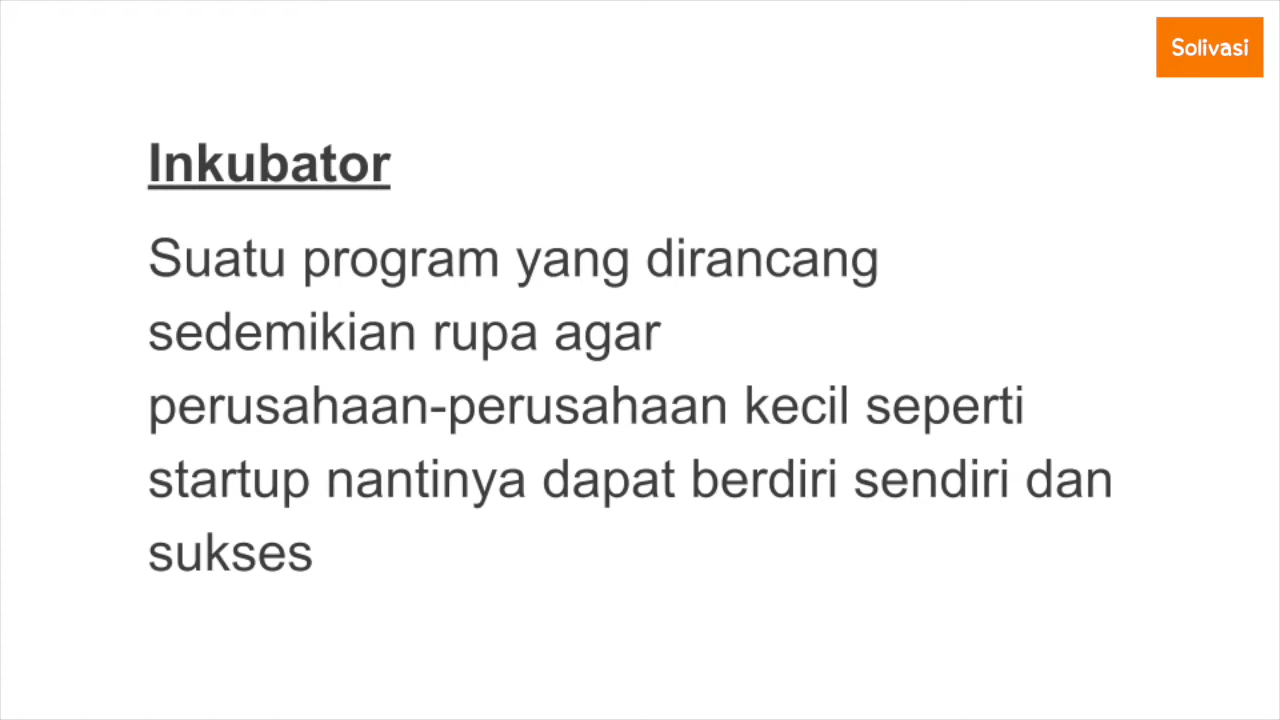 Solivasi
Inkubator
Suatu program yang dirancang
sedemikian rupa agar
perusahaan-perusahaan kecil seperti
startup nantinya dapat berdiri sendiri dan
sukses